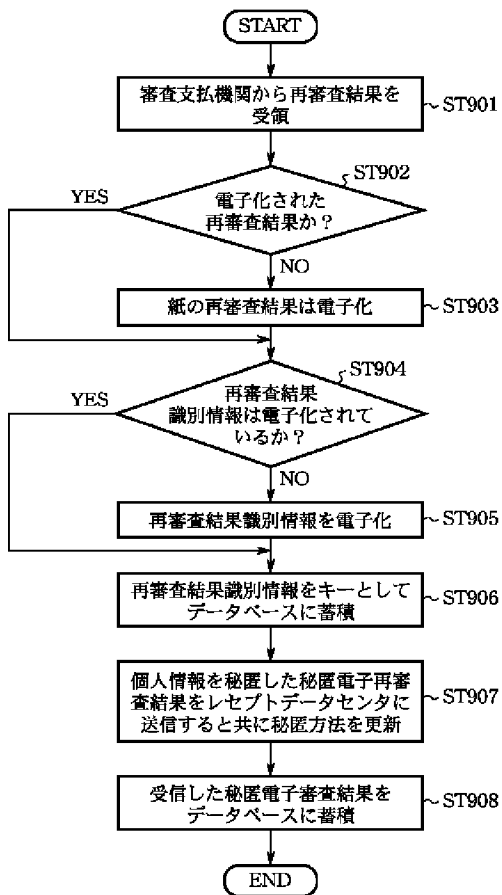 START
審査支払機関から再審査結果を
受領
ST901
ST902
YES
電子化された
再審査結果か？
NO
紙の再審査結果は電子化
ST903
ST904
YES
再審査結果
識別情報は電子化されて
いるか？
NO
再審査結果識別情報を電子化
ST905
再審査結果識別情報をキーとして
データベースに蓄積
ST906
個人情報を秘匿した秘匿電子再審
査結果をレセプトデータセンタに
送信すると共に秘匿方法を更新
ST907
受信した秘匿電子審査結果を
データベースに蓄積
ST908
END